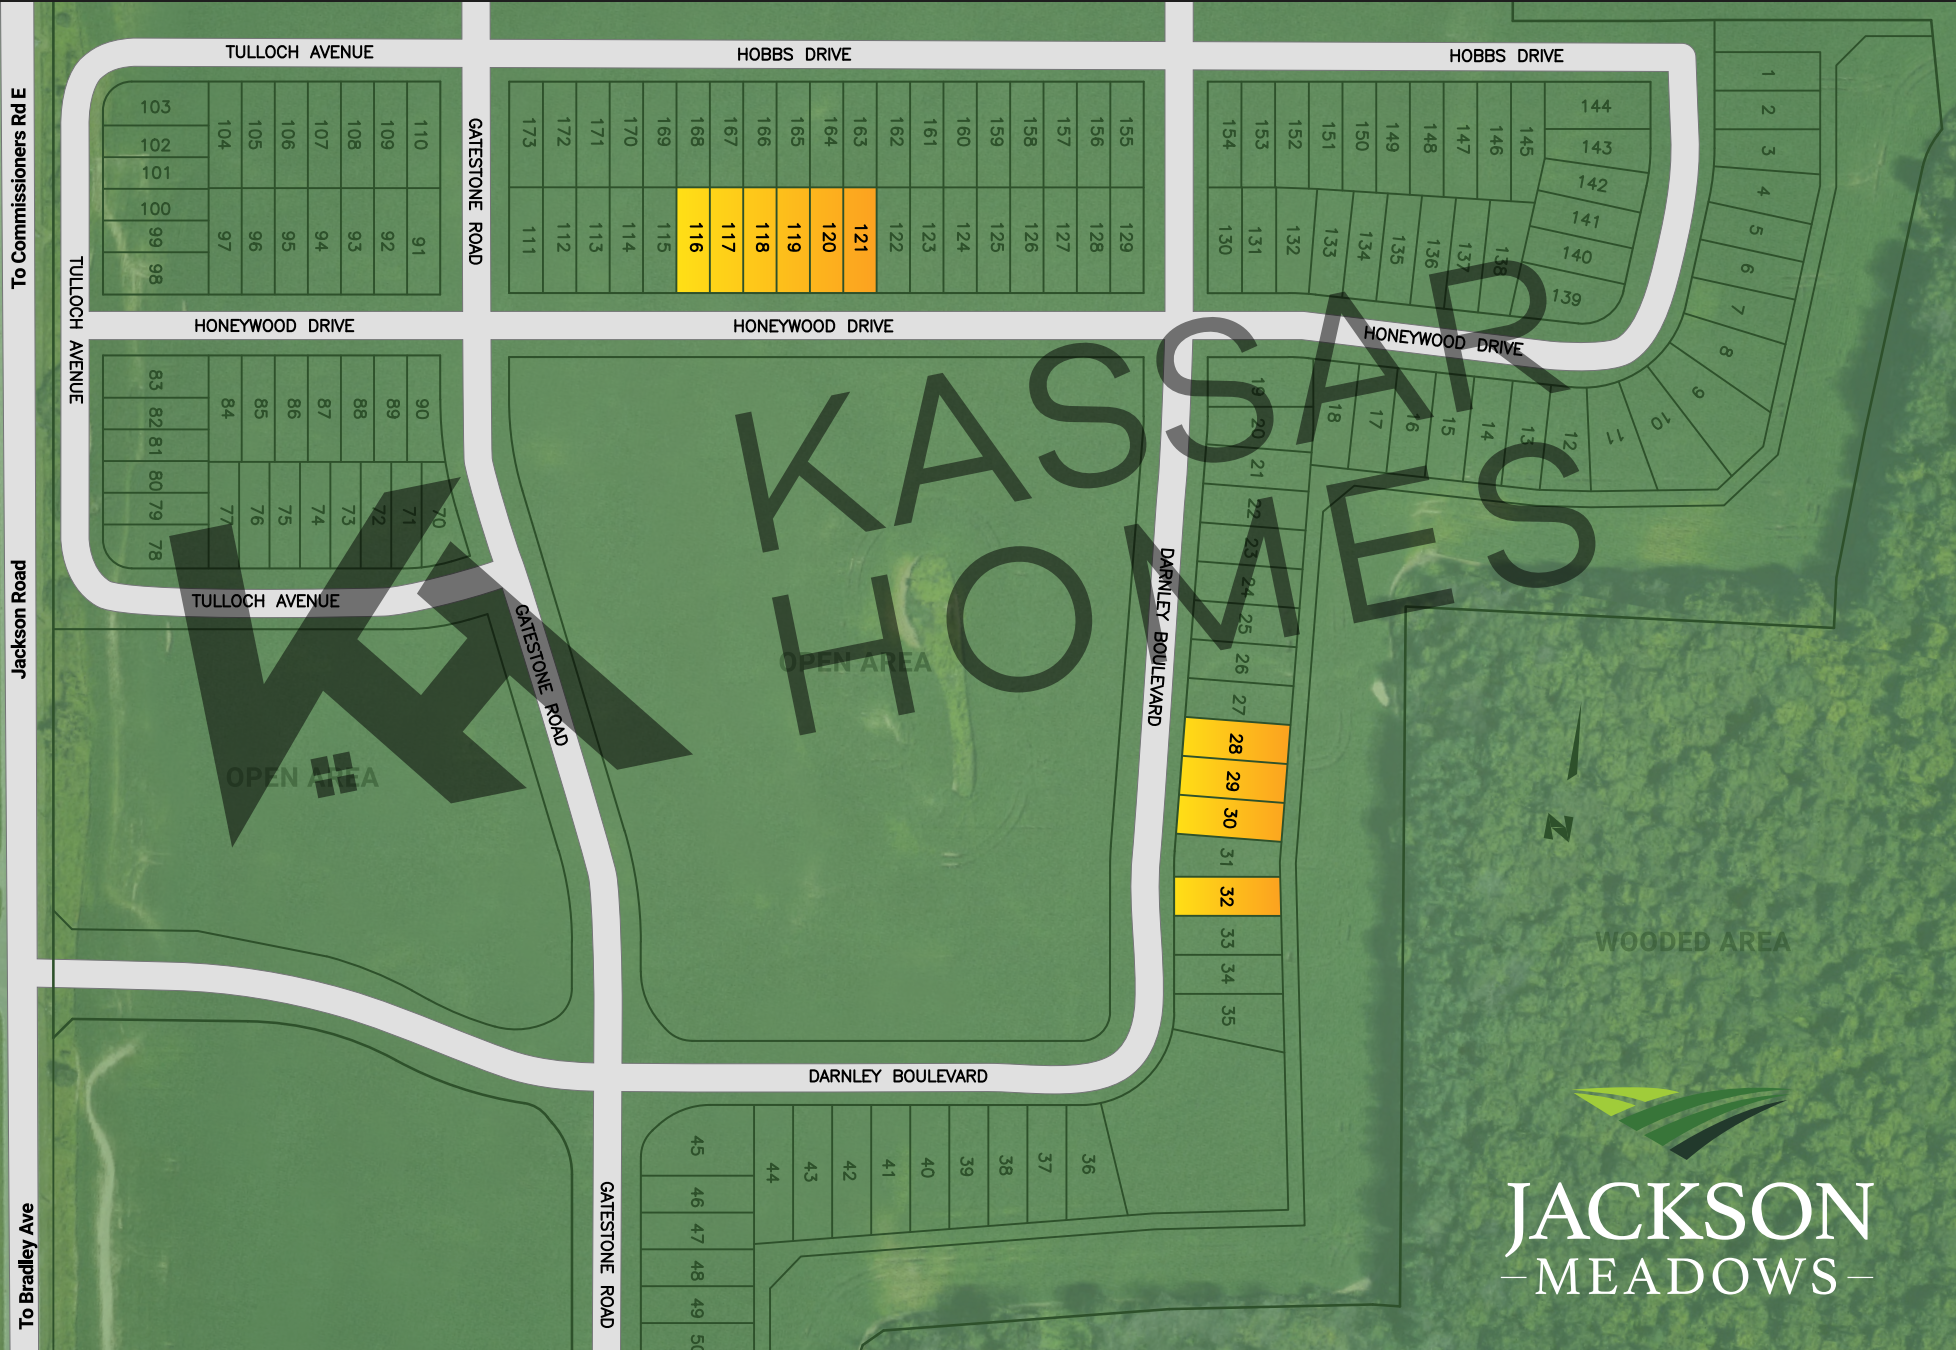 TULLOCH AVENUE
HOBBS DRIVE
HOBBS DRIVE
To Commissioners Rd E
Jackson Road
To Bradley Ave
TULLOCH AVENUE
GATESTONE ROAD
103
102
101
100
99
98
104 105 106 107 108 109 110
97 96 95 94 93 92 91
173 172 171 170 169 168 167 166 165 164 163 162 161 160 159 158 157 156 155
111 112 113 114 115 116 117 118 119 120 121 122 123 124 125 126 127 128 129
154 153 152 151 150 149 148 147 146 145
144
143
142
141
140
139
130 131 132 133 134 135 136 137 138
1
2
3
4
5
6
7
8
9
10
11
12
13
14
15
16
17
18
HONEYWOOD DRIVE
HONEYWOOD DRIVE
HONEYWOOD DRIVE
83
82
81
80
79
78
84 85 86 87 88 89 90
77 76 75 74 73 72 71 70
TULLOCH AVENUE
GATESTONE ROAD
KASSAR
HOMES
OPEN AREA
OPEN AREA
DARNLEY BOULEVARD
19
20
21
22
23
24
25
26
27
28
29
30
31
32
33
34
35
N
WOODED AREA
DARNLEY BOULEVARD
GATESTONE ROAD
45
46
47
48
49
50
44 43 42 41 40 39 38 37 36
JACKSON
MEADOWS